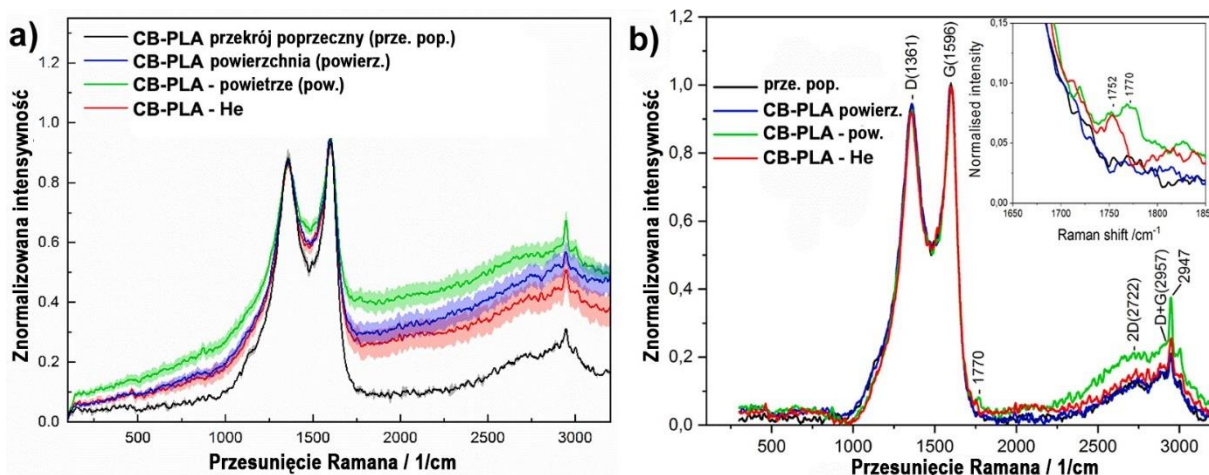 a)
CB-PLA przekrój poprzeczny (prze. pop.)
CB-PLA powierzchnia (powierz.)
CB-PLA - powietrze (pow.)
CB-PLA - He
Znormalizowana intensywność
1.2
1.0
0.8
0.6
0.4
0.2
0.0
500 1000 1500 2000 2500 3000
Przesunięcie Ramana / 1/cm
b)
Znormalizowana intensywność
1,2
1,0
0,8
0,6
0,4
0,2
0,0
prze. pop.
CB-PLA powierz.
CB-PLA - pow.
CB-PLA - He
- D(1361)
G(1596)
- 1770
- 2D(2722)
D+G(2957)
2947
500 1000 1500 2000 2500 3000
Przesunięcie Ramana / 1/cm
Normalised intensity
0,15
0,10
0,05
0,00
- 1752
- 1770
1650 1700 1750 1800 185
Raman shift /cm⁻¹